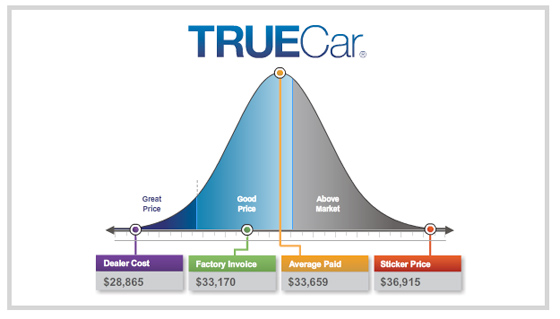 TRUECar®
Great
Price
Good
Price
Above
Market
Dealer Cost
$28,865
Factory Invoice
$33,170
Average Paid
$33,659
Sticker Price
$36,915